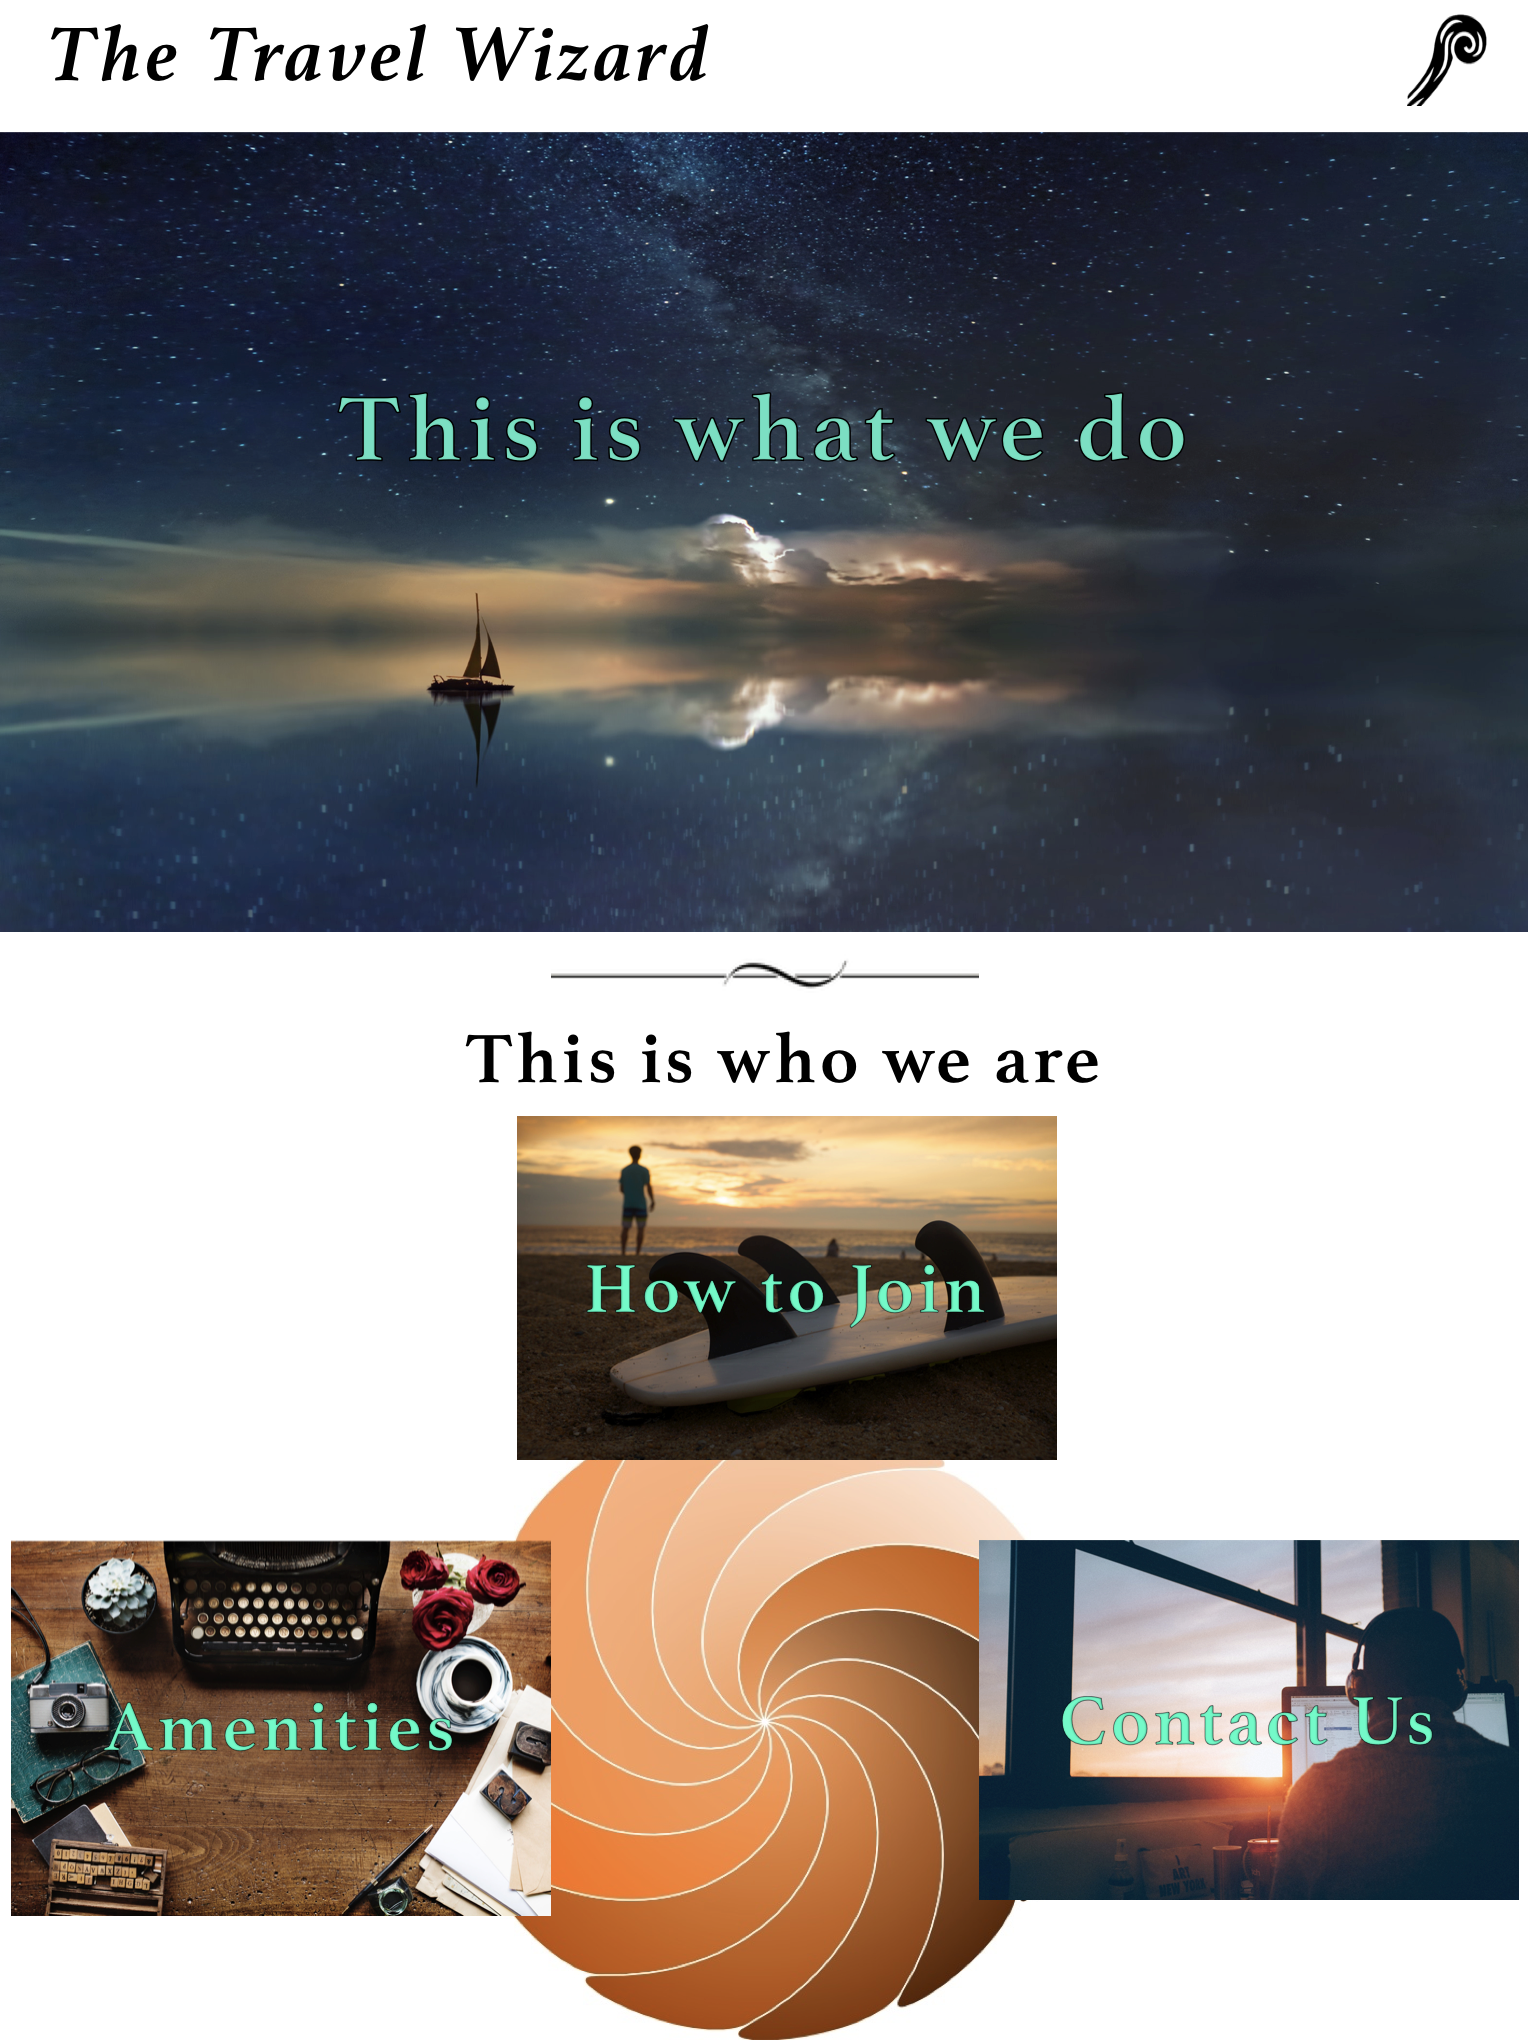 The Travel Wizard
This is what we do
This is who we are
How to Join
Amenities
Contact Us